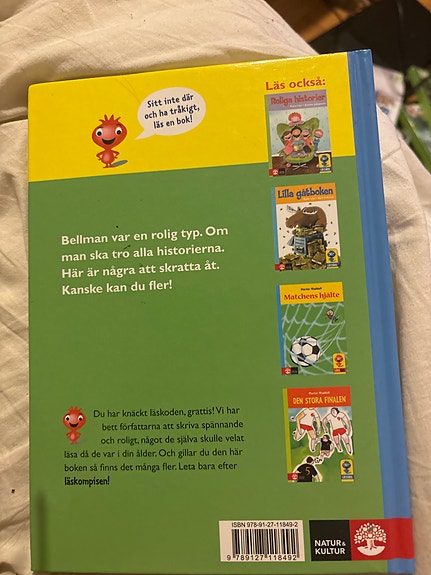 Sitt inte där
och ha tråkigt,
läs en bok!
Läs också:
Roliga historier
Lilla gåtboken
Martin Widmark
Matchens hjälte
Martin Widmark
DEN STORA FINALEN
Bellman var en rolig typ. Om
man ska tro alla historierna.
Här är några att skratta åt.
Kanske kan du fler!
Du har knäckt läskoden, grattis! Vi har
bett författarna att skriva spännande
och roligt, något de själva skulle velat
läsa då de var i din ålder. Och gillar du den här
boken så finns det många fler. Leta bara efter
läskompisen!
ISBN 978-91-27-11849-2
9 789127 118492
NATUR &
KULTUR